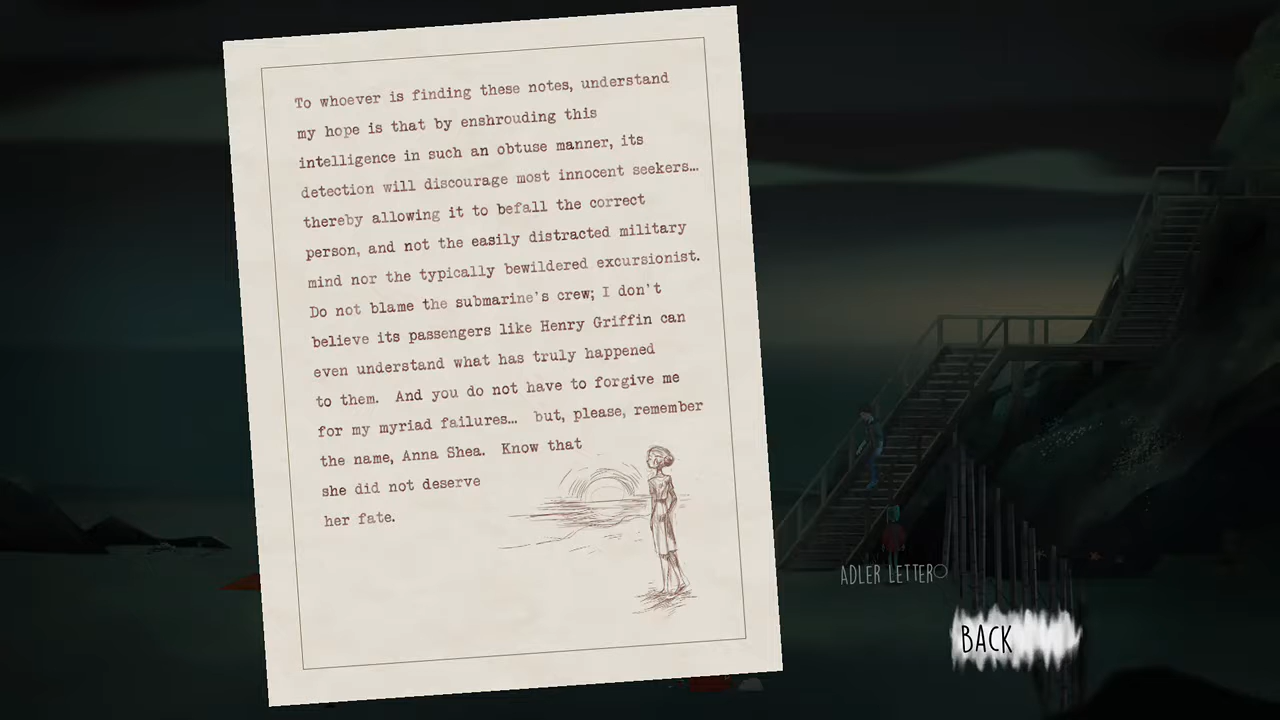 To whoever is finding these notes, understand
my hope is that by enshrouding this
intelligence in such an obtuse manner, its
detection will discourage most innocent seekers…
thereby allowing it to befall the correct
person, and not the easily distracted military
mind nor the typically bewildered excursionist.
Do not blame the submarine's crew; I don't
believe its passengers like Henry Griffin can
even understand what has truly happened
to them.  And you do not have to forgive me
for my myriad failures…  but, please, remember
the name, Anna Shea.  Know that
she did not deserve
her fate.
ADLER LETTER
BACK